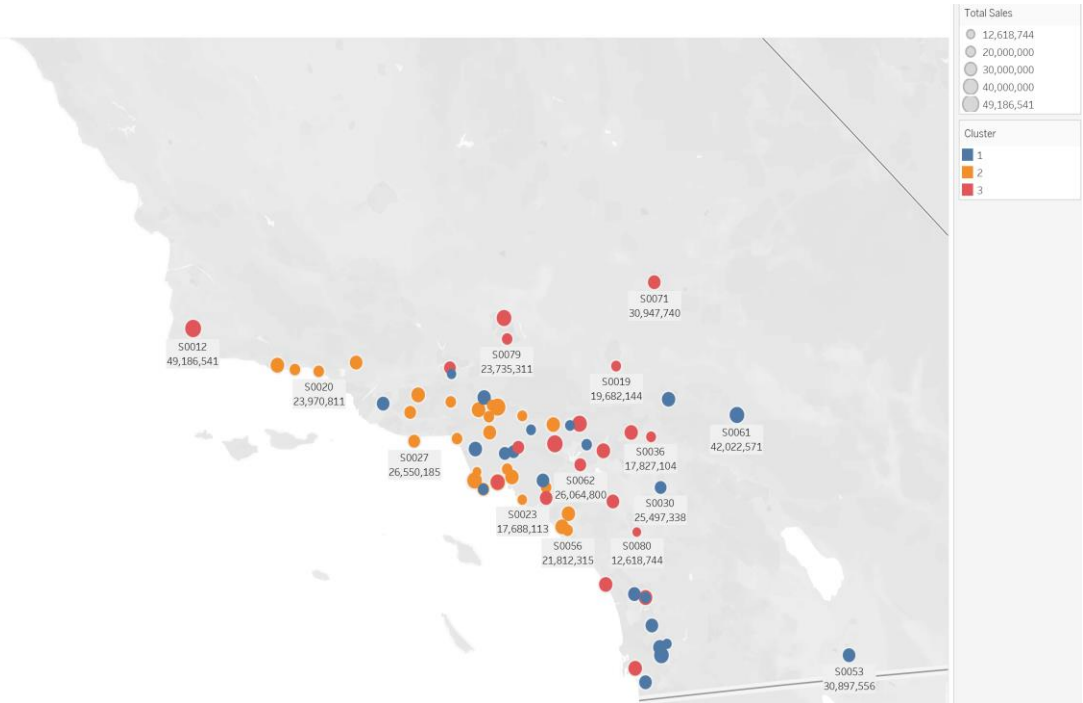 Total Sales
12,618,744
20,000,000
30,000,000
40,000,000
49,186,541
Cluster
1
2
3
S0071
30,947,740
S0012
49,186,541
S0079
23,735,311
S0019
19,682,144
S0020
23,970,811
S0061
42,022,571
S0036
17,827,104
S0027
26,550,185
S0062
26,064,800
S0030
25,497,338
S0023
17,688,113
S0056
21,812,315
S0080
12,618,744
S0053
30,897,556